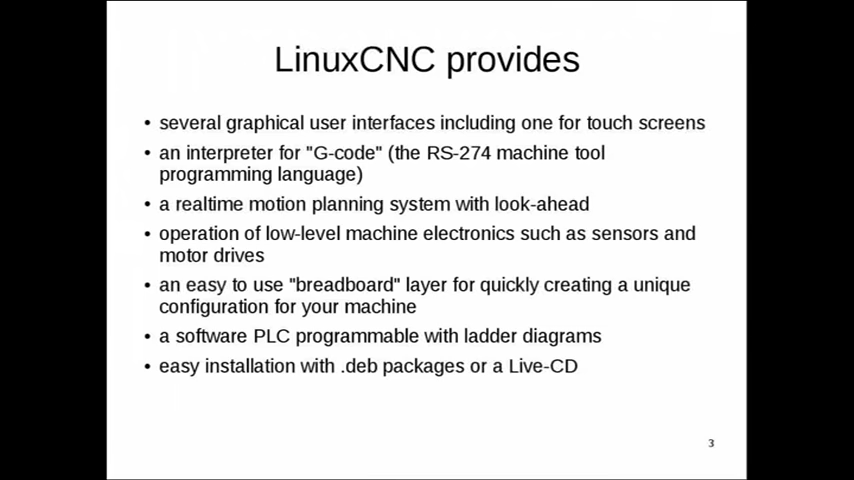 LinuxCNC provides
• several graphical user interfaces including one for touch screens
• an interpreter for "G-code" (the RS-274 machine tool
programming language)
• a realtime motion planning system with look-ahead
• operation of low-level machine electronics such as sensors and
motor drives
• an easy to use "breadboard" layer for quickly creating a unique
configuration for your machine
• a software PLC programmable with ladder diagrams
• easy installation with .deb packages or a Live-CD
3